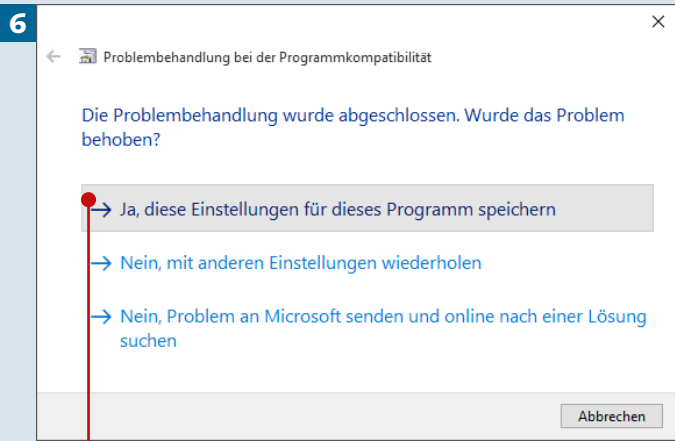 6
Problembehandlung bei der Programmkompatibilität
Die Problembehandlung wurde abgeschlossen. Wurde das Problem
behoben?
Ja, diese Einstellungen für dieses Programm speichern
Nein, mit anderen Einstellungen wiederholen
Nein, Problem an Microsoft senden und online nach einer Lösung
suchen
Abbrechen